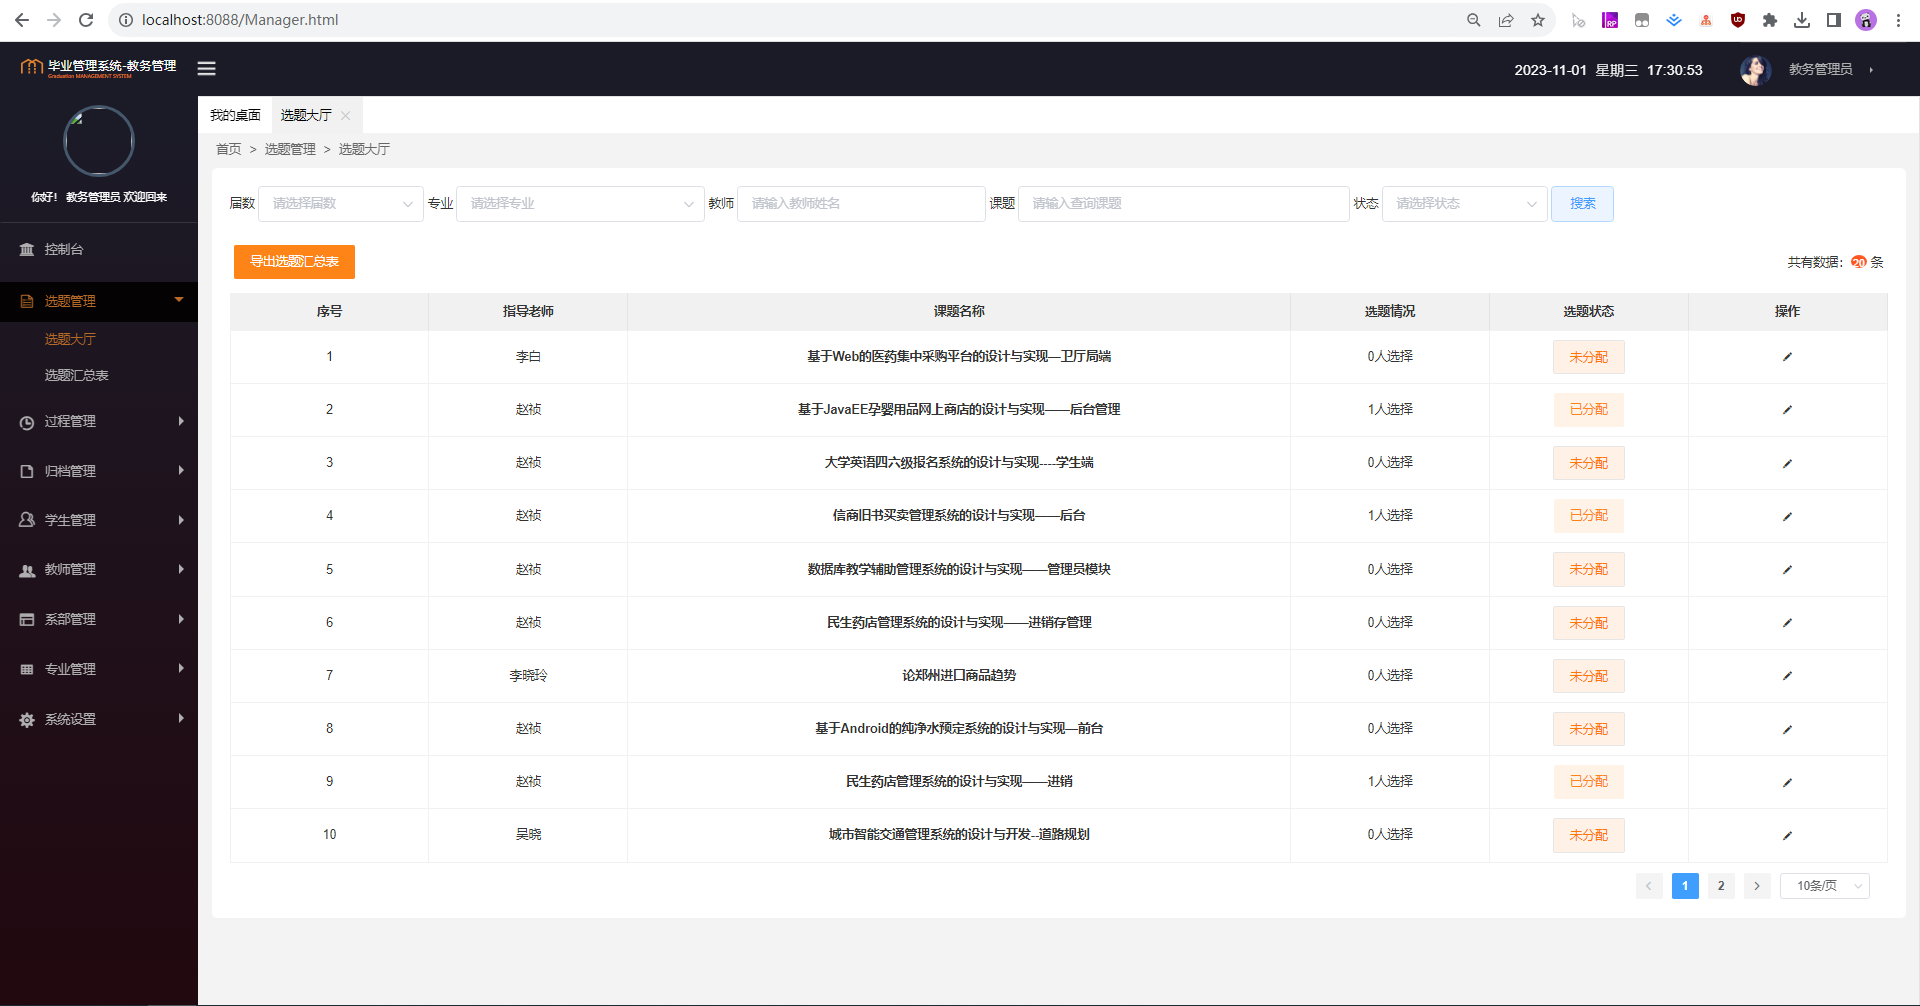 localhost:8088/Manager.html
毕业管理系统-教务管理
Graduation MANAGEMENT SYSTEM
2023-11-01 星期三 17:30:53
教务管理员
你好! 教务管理员 欢迎回来
控制台
选题管理
选题大厅
选题汇总表
过程管理
归档管理
学生管理
教师管理
系部管理
专业管理
系统设置
我的桌面 选题大厅
首页 > 选题管理 > 选题大厅
届数 请选择届数 专业 请选择专业 教师 请输入教师姓名 课题 请输入查询课题 状态 请选择状态 搜索
导出选题汇总表 共有数据: 20 条
序号 指导老师 课题名称 选题情况 选题状态 操作
1 李白 基于Web的医药集中采购平台的设计与实现—卫厅局端 0人选择 未分配
2 赵祯 基于JavaEE孕婴用品网上商店的设计与实现——后台管理 1人选择 已分配
3 赵祯 大学英语四六级报名系统的设计与实现----学生端 0人选择 未分配
4 赵祯 信商旧书买卖管理系统的设计与实现——后台 1人选择 已分配
5 赵祯 数据库教学辅助管理系统的设计与实现——管理员模块 0人选择 未分配
6 赵祯 民生药店管理系统的设计与实现——进销存管理 0人选择 未分配
7 李晓玲 论郑州进口商品趋势 0人选择 未分配
8 赵祯 基于Android的纯净水预定系统的设计与实现—前台 0人选择 未分配
9 赵祯 民生药店管理系统的设计与实现——进销 1人选择 已分配
10 吴晓 城市智能交通管理系统的设计与开发--道路规划 0人选择 未分配
1 2 10条/页